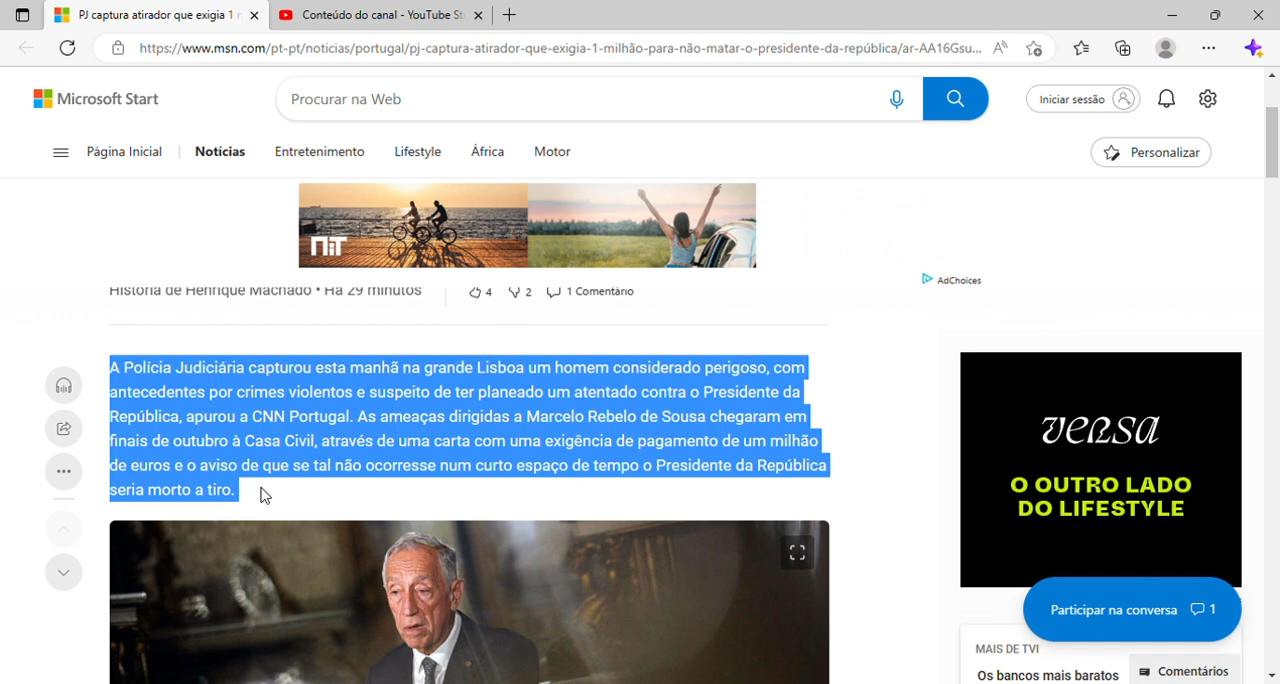 PJ captura atirador que exigia 1
Conteúdo do canal - YouTube St
https://www.msn.com/pt-pt/noticias/portugal/pj-captura-atirador-que-exigia-1-milhão-para-não-matar-o-presidente-da-república/ar-AA16Gsu...
Microsoft Start
Procurar na Web
Iniciar sessão
Página Inicial
Notícias
Entretenimento
Lifestyle
África
Motor
Personalizar
NiT
AdChoices
História de Henrique Machado • Há 29 minutos
4
2
1 Comentário
A Polícia Judiciária capturou esta manhã na grande Lisboa um homem considerado perigoso, com
antecedentes por crimes violentos e suspeito de ter planeado um atentado contra o Presidente da
República, apurou a CNN Portugal. As ameaças dirigidas a Marcelo Rebelo de Sousa chegaram em
finais de outubro à Casa Civil, através de uma carta com uma exigência de pagamento de um milhão
de euros e o aviso de que se tal não ocorresse num curto espaço de tempo o Presidente da República
seria morto a tiro.
VERSA
O OUTRO LADO
DO LIFESTYLE
Participar na conversa 1
MAIS DE TVI
Os bancos mais baratos
Comentários